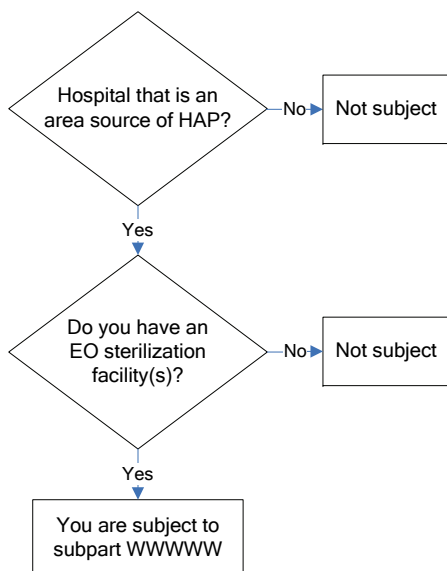 Hospital that is an
area source of HAP?
No
Not subject
Yes
Do you have an
EO sterilization
facility(s)?
No
Not subject
Yes
You are subject to
subpart WWWWW